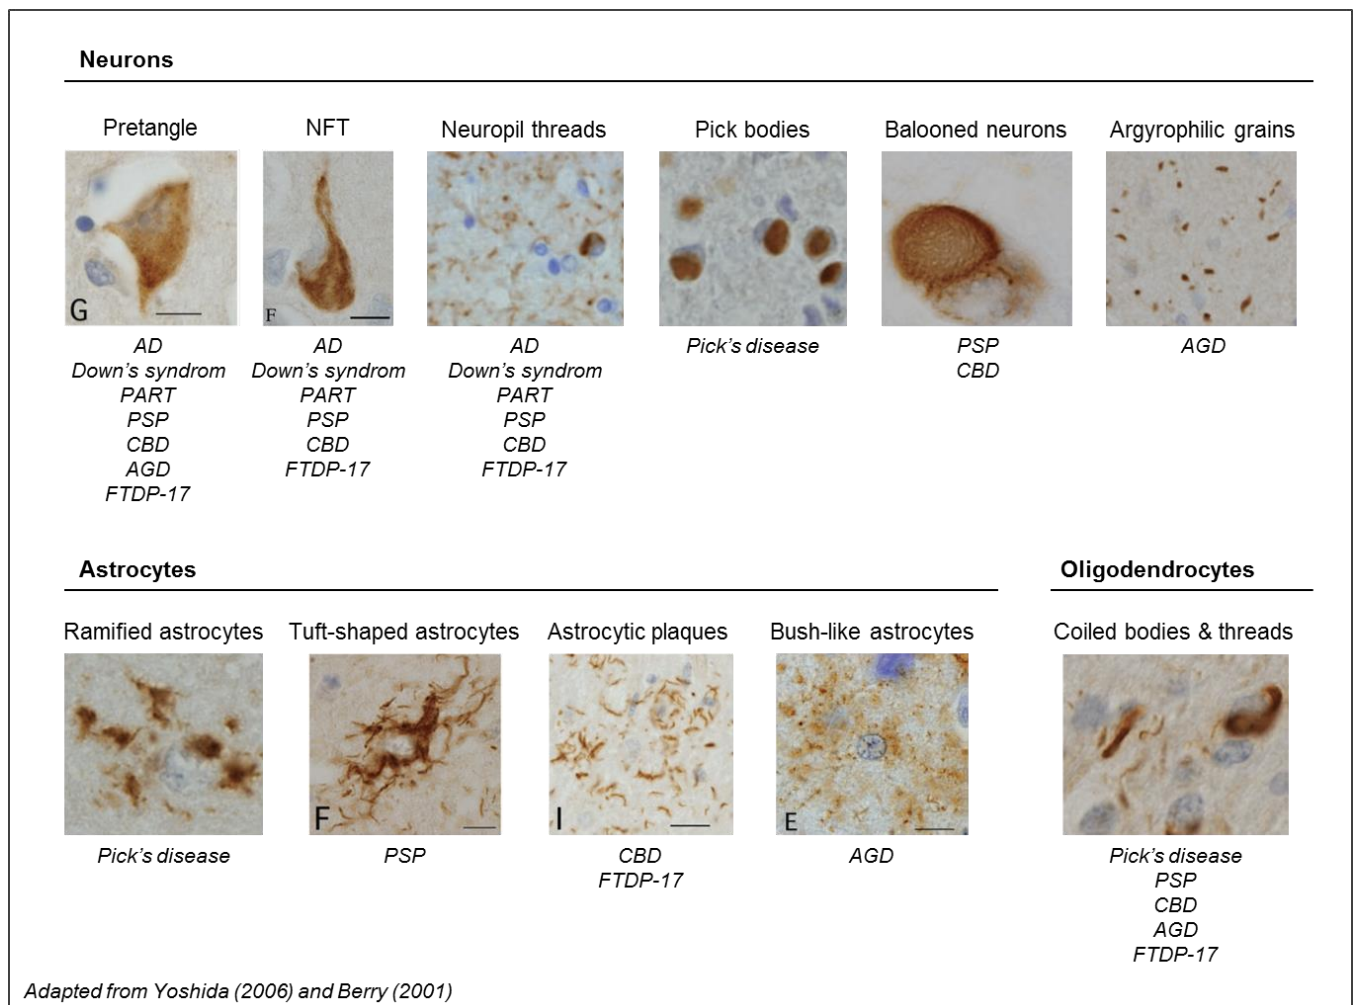 Neurons
Pretangle
NFT
Neuropil threads
Pick bodies
Balooned neurons
Argyrophilic grains
G
F
AD
Down's syndrom
PART
PSP
CBD
AGD
FTDP-17
AD
Down's syndrom
PART
PSP
CBD
FTDP-17
AD
Down's syndrom
PART
PSP
CBD
FTDP-17
Pick's disease
PSP
CBD
AGD
Astrocytes
Oligodendrocytes
Ramified astrocytes
Tuft-shaped astrocytes
Astrocytic plaques
Bush-like astrocytes
Coiled bodies & threads
F
I
E
Pick's disease
PSP
CBD
FTDP-17
AGD
Pick's disease
PSP
CBD
AGD
FTDP-17
Adapted from Yoshida (2006) and Berry (2001)